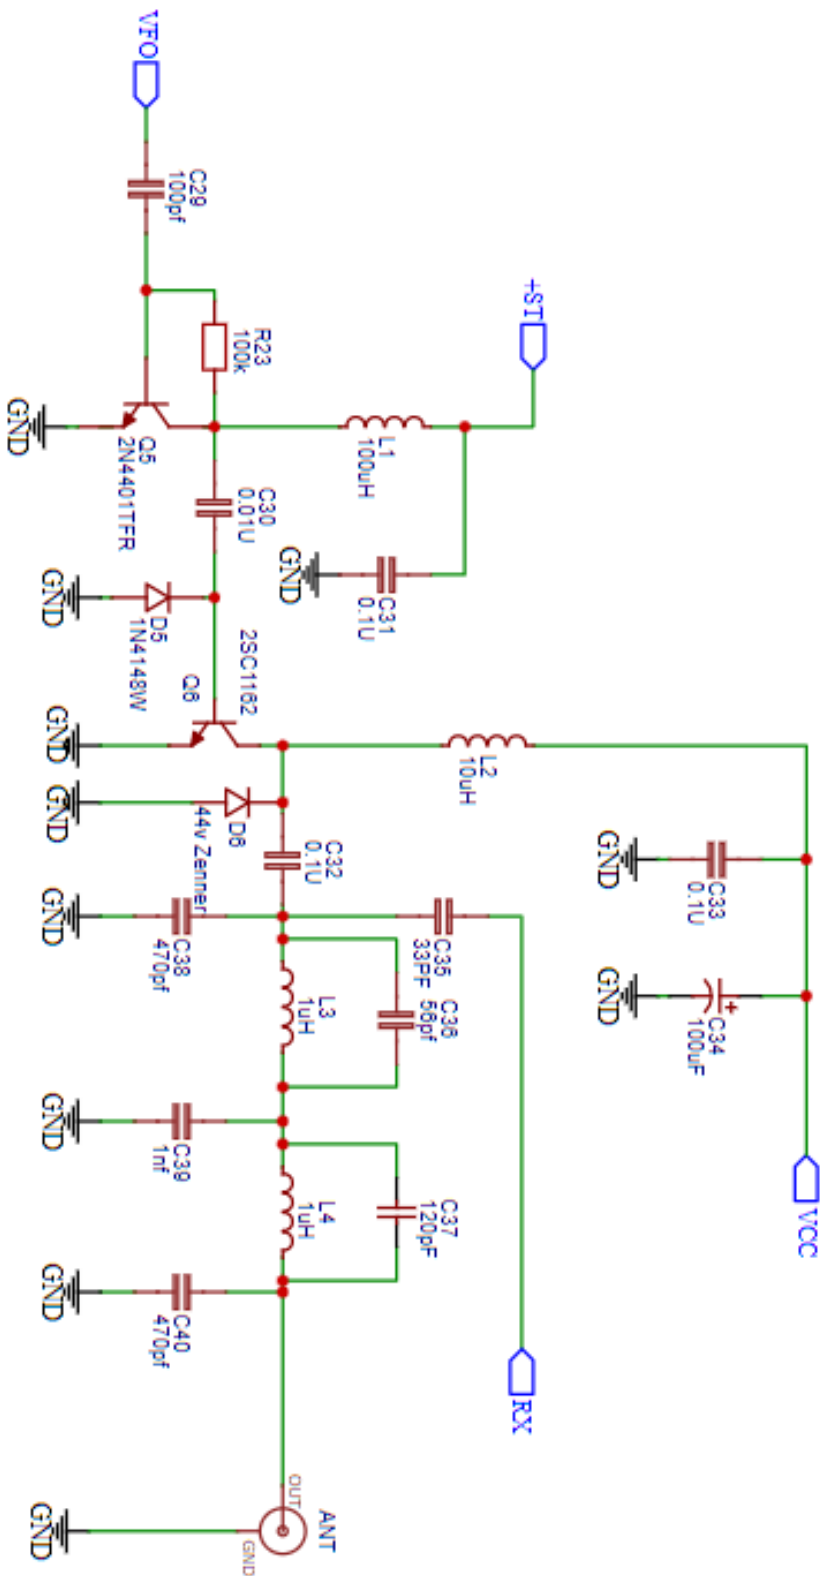 VFO
C29
100pf
+ST
R23
100k
GND
Q5
2N4401TFR
L1
100uH
C30
0.01U
GND
C31
0.1U
GND
D5
1N4148W
2SC1162
Q6
GND
L2
10uH
GND
D6
44v Zenner
C32
0.1U
GND
C33
0.1U
GND
C38
470pf
C35
33PF
GND
C34
100uF
+
L3
1uH
C36
56pf
GND
C39
1nf
VCC
L4
1uH
C37
120pF
GND
C40
470pf
RX
OUT
ANT
GND
GND